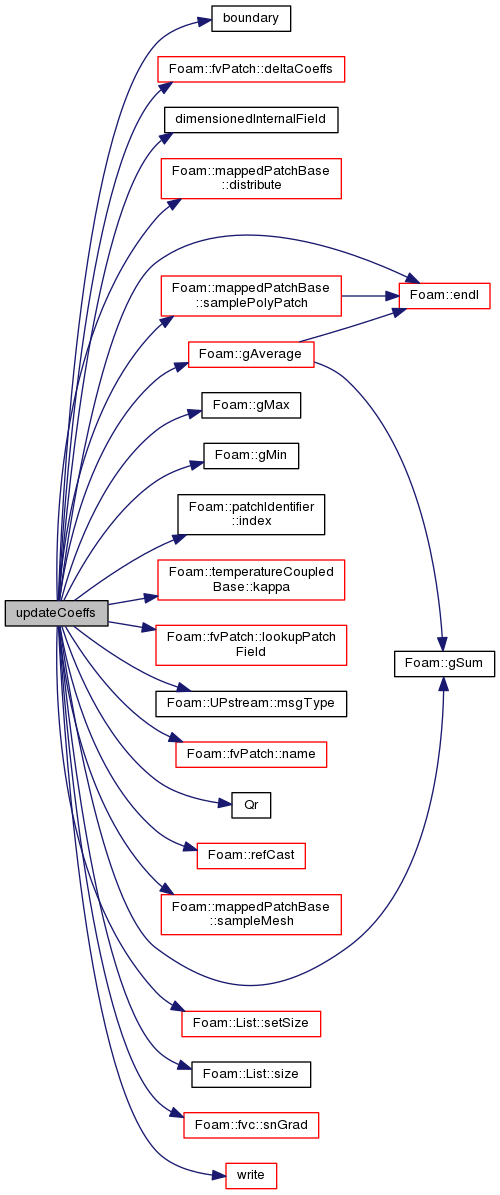 boundary
Foam::fvPatch::deltaCoeffs
dimensionedInternalField
Foam::mappedPatchBase
::distribute
Foam::mappedPatchBase
::samplePolyPatch
Foam::endl
Foam::gAverage
Foam::gMax
Foam::gMin
Foam::patchIdentifier
::index
Foam::temperatureCoupled
Base::kappa
updateCoeffs
Foam::fvPatch::lookupPatch
Field
Foam::gSum
Foam::UPstream::msgType
Foam::fvPatch::name
Qr
Foam::refCast
Foam::mappedPatchBase
::sampleMesh
Foam::List::setSize
Foam::List::size
Foam::fvc::snGrad
write